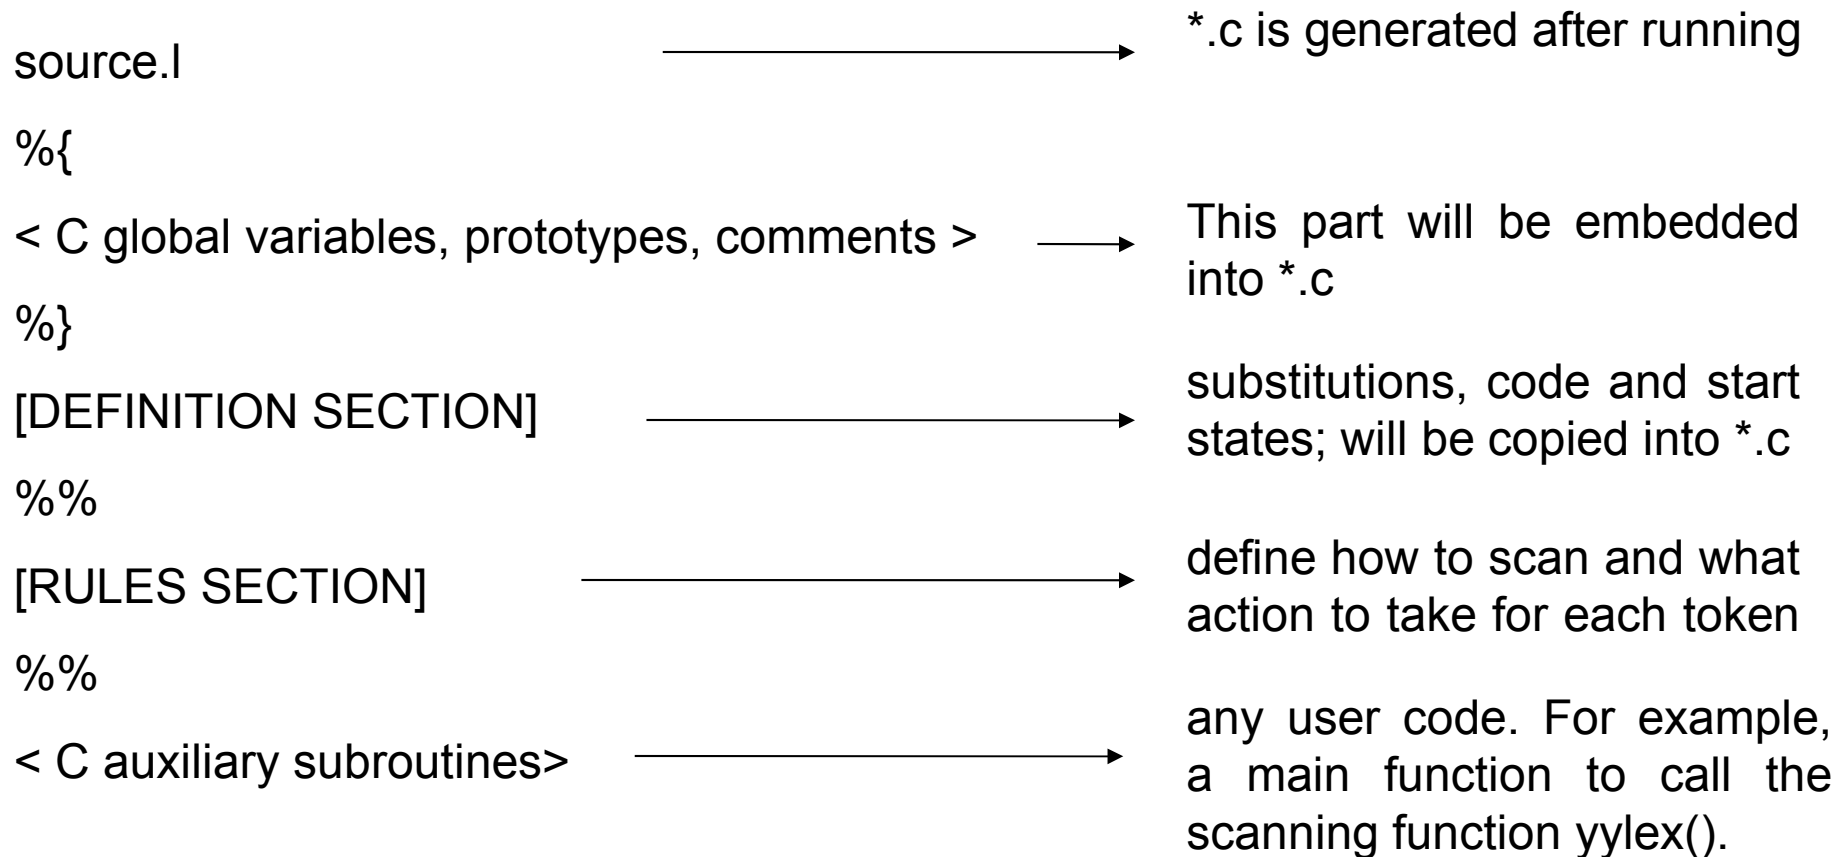 source.l
*.c is generated after running
%{
< C global variables, prototypes, comments >
This part will be embedded
into *.c
%}
[DEFINITION SECTION]
substitutions, code and start
states; will be copied into *.c
%%
[RULES SECTION]
define how to scan and what
action to take for each token
%%
< C auxiliary subroutines>
any user code. For example,
a main function to call the
scanning function yylex().